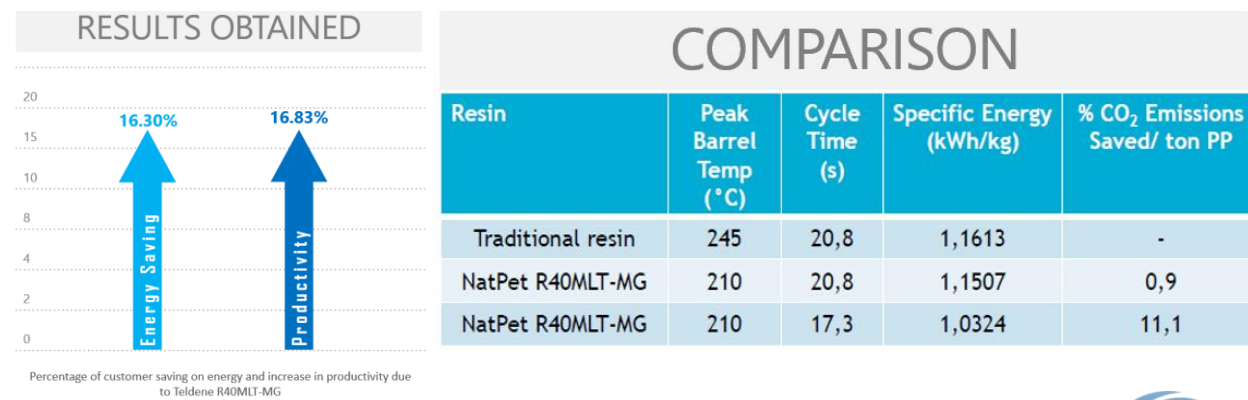 RESULTS OBTAINED
20
15
10
8
4
2
0
16.30%
16.83%
Energy Saving
Productivity
Percentage of customer saving on energy and increase in productivity due
to Teldene R40MLT-MG
COMPARISON
Resin Peak Barrel Temp (°C) Cycle Time (s) Specific Energy (kWh/kg) % CO₂ Emissions Saved/ ton PP
Traditional resin 245 20,8 1,1613 -
NatPet R40MLT-MG 210 20,8 1,1507 0,9
NatPet R40MLT-MG 210 17,3 1,0324 11,1